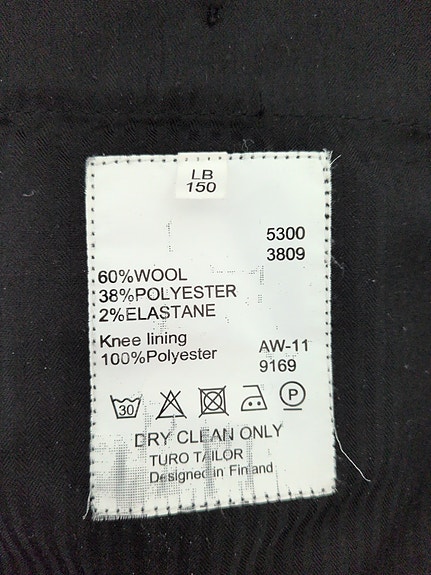 LB
150
5300
3809
60%WOOL
38%POLYESTER
2%ELASTANE
Knee lining
100%Polyester
AW-11
9169
30
P
DRY CLEAN ONLY
TURO TAILOR
Designed in Finland